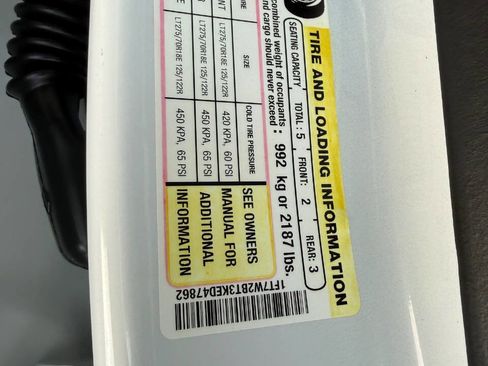 TIRE AND LOADING INFORMATION
SEATING CAPACITY TOTAL: 5 FRONT: 2 REAR: 3
combined weight of occupants
and cargo should never exceed : 992 kg or 2187 lbs.
SIZE COLD TIRE PRESSURE
LT275/70R18E 125/122R 420 KPA, 60 PSI
LT275/70R18E 125/122R 450 KPA, 65 PSI
LT275/70R18E 125/122R 450 KPA, 65 PSI
SEE OWNERS
MANUAL FOR
ADDITIONAL
INFORMATION
1FT7W2BT3KED47862